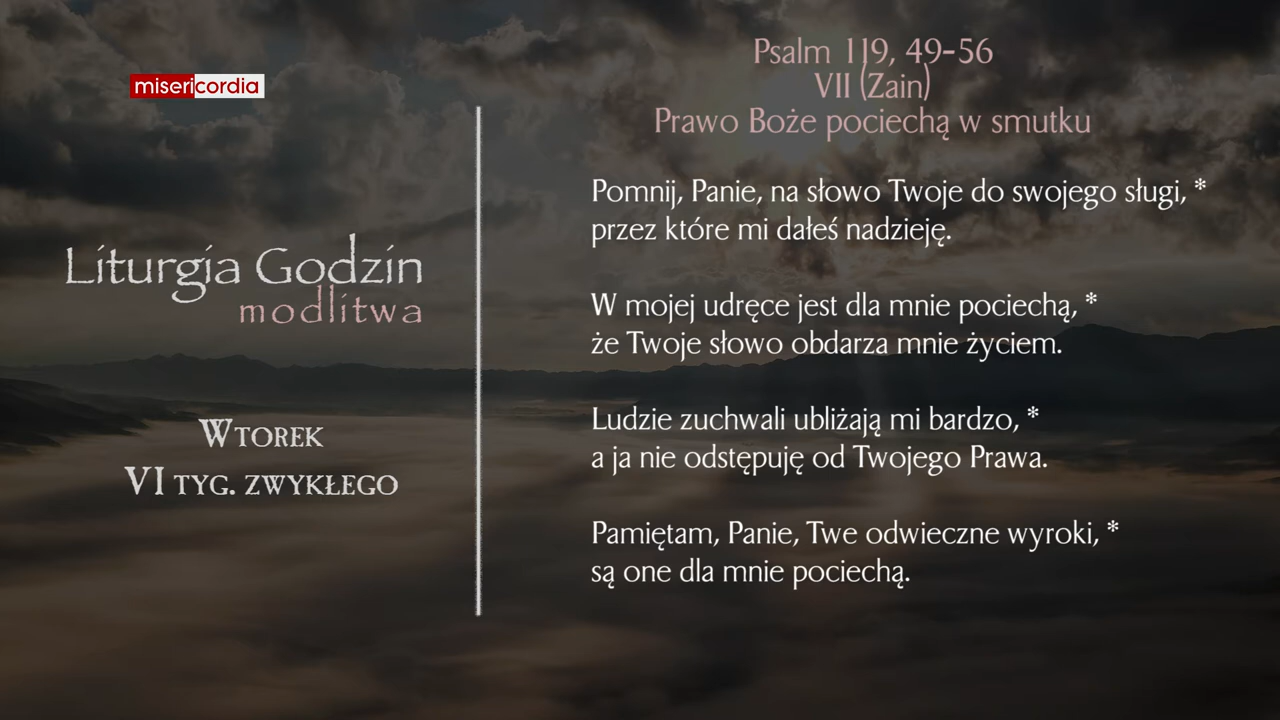 misericordia
Liturgia Godzin
modlitwa
Wtorek
VI tyg. zwykłego
Psalm 119, 49-56
VII (Zain)
Prawo Boże pociechą w smutku
Pomnij, Panie, na słowo Twoje do swojego sługi, *
przez które mi dałeś nadzieję.
W mojej udręce jest dla mnie pociechą, *
że Twoje słowo obdarza mnie życiem.
Ludzie zuchwali ubliżają mi bardzo, *
a ja nie odstępuję od Twojego Prawa.
Pamiętam, Panie, Twe odwieczne wyroki, *
są one dla mnie pociechą.